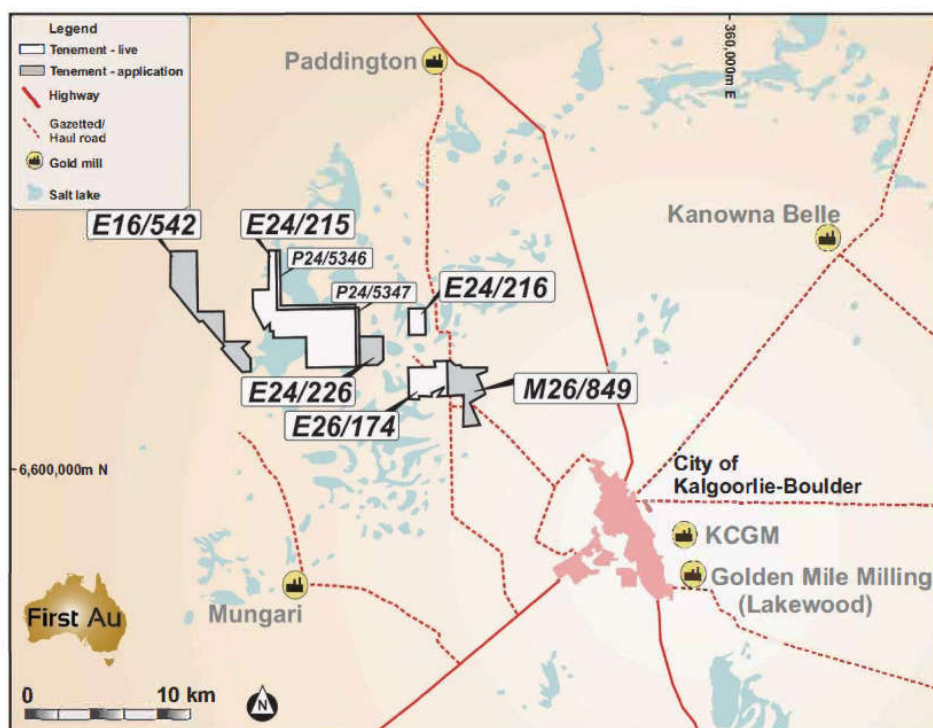 Legend
Tenement - live
Tenement - application
Highway
Gazetted/
Haul road
Gold mill
Salt lake
Paddington
360,000m E
Kanowna Belle
E16/542
E24/215
P24/5346
P24/5347
E24/216
E24/226
E26/174
M26/849
6,600,000m N
City of
Kalgoorlie-Boulder
KCGM
Golden Mile Milling
(Lakewood)
Mungari
First Au
0 10 km
N